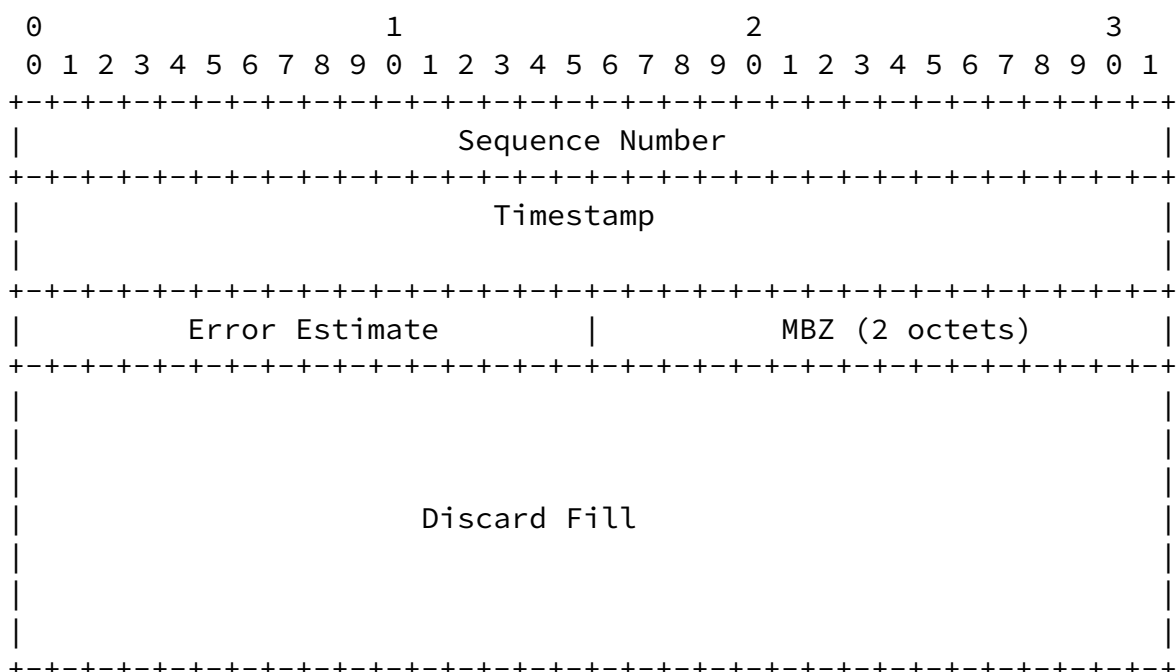 0                   1                   2                   3
 0 1 2 3 4 5 6 7 8 9 0 1 2 3 4 5 6 7 8 9 0 1 2 3 4 5 6 7 8 9 0 1
+-+-+-+-+-+-+-+-+-+-+-+-+-+-+-+-+-+-+-+-+-+-+-+-+-+-+-+-+-+-+-+-+
|                        Sequence Number                        |
+-+-+-+-+-+-+-+-+-+-+-+-+-+-+-+-+-+-+-+-+-+-+-+-+-+-+-+-+-+-+-+-+
|                          Timestamp                            |
|                                                               |
+-+-+-+-+-+-+-+-+-+-+-+-+-+-+-+-+-+-+-+-+-+-+-+-+-+-+-+-+-+-+-+-+
|         Error Estimate        |          MBZ (2 octets)       |
+-+-+-+-+-+-+-+-+-+-+-+-+-+-+-+-+-+-+-+-+-+-+-+-+-+-+-+-+-+-+-+-+
|                                                               |
|                                                               |
|                                                               |
|                      Discard Fill                             |
|                                                               |
|                                                               |
|                                                               |
+-+-+-+-+-+-+-+-+-+-+-+-+-+-+-+-+-+-+-+-+-+-+-+-+-+-+-+-+-+-+-+-+